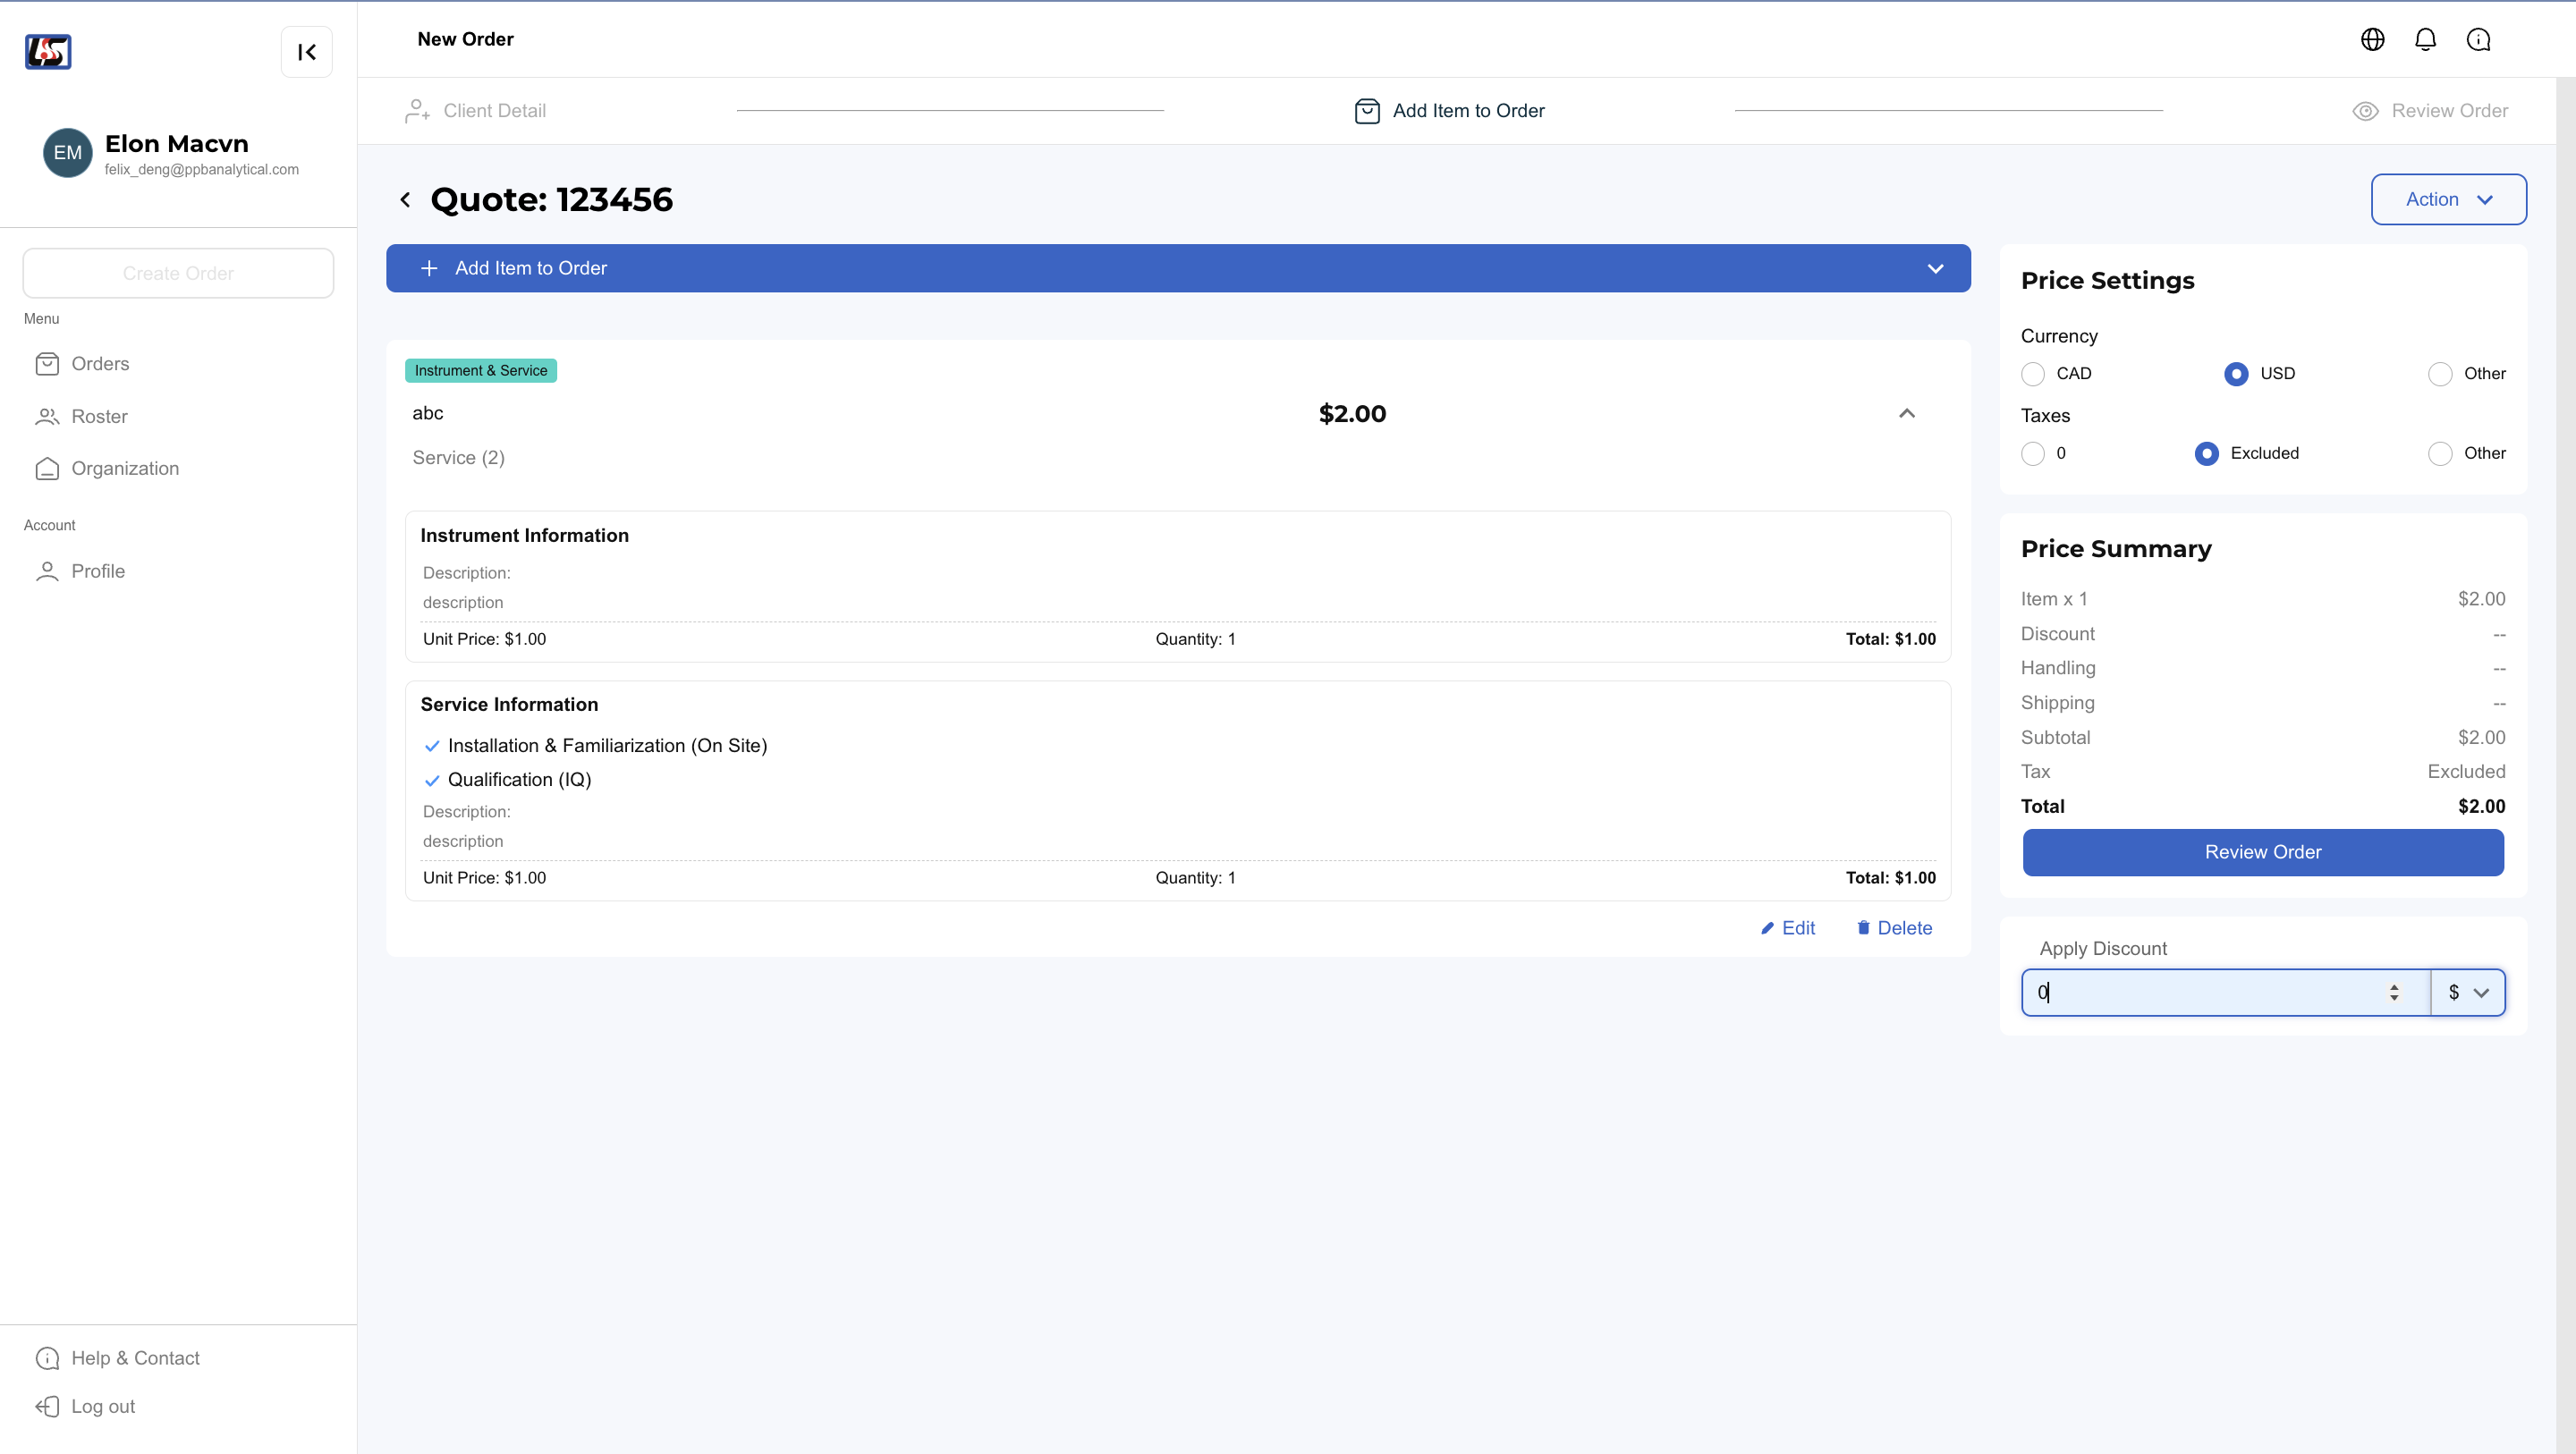 New Order
EM
Elon Macvn
felix_deng@ppbanalytical.com
Create Order
Menu
Orders
Roster
Organization
Account
Profile
Help & Contact
Log out
Client Detail
Add Item to Order
Review Order
Quote: 123456
Action
Add Item to Order
Instrument & Service
abc $2.00
Service (2)
Instrument Information
Description:
description
Unit Price: $1.00 Quantity: 1 Total: $1.00
Service Information
Installation & Familiarization (On Site)
Qualification (IQ)
Description:
description
Unit Price: $1.00 Quantity: 1 Total: $1.00
Edit Delete
Price Settings
Currency
CAD USD Other
Taxes
0 Excluded Other
Price Summary
Item x 1 $2.00
Discount --
Handling --
Shipping --
Subtotal $2.00
Tax Excluded
Total $2.00
Review Order
Apply Discount
0 $